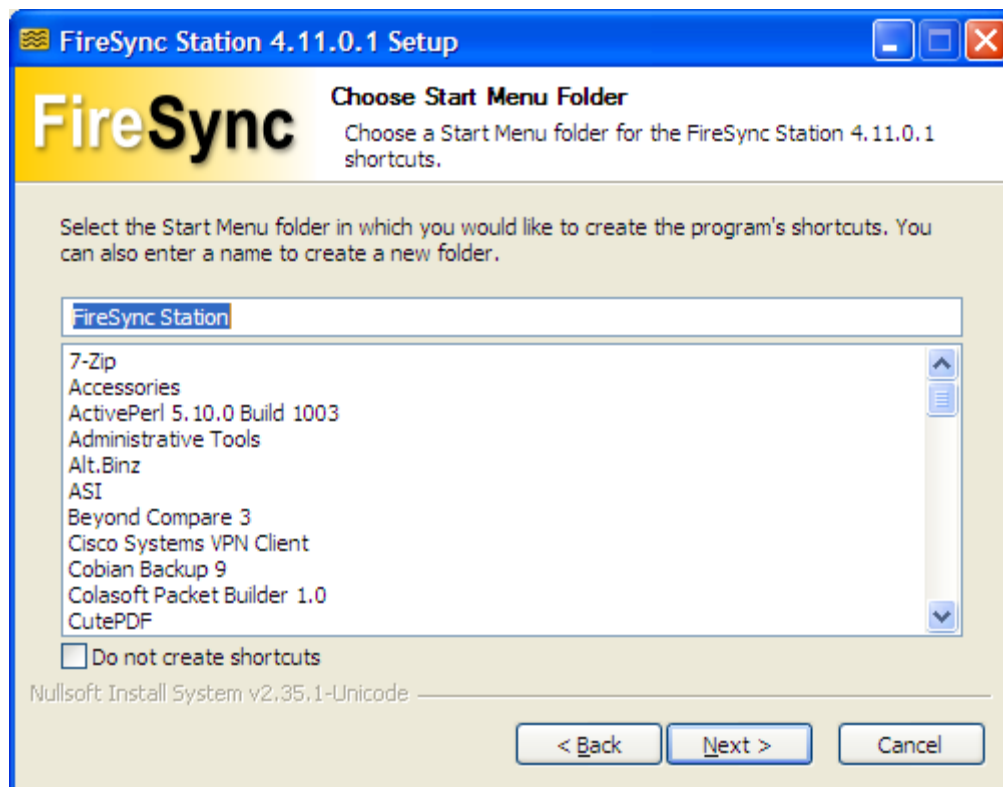 FireSync Station 4.11.0.1 Setup
FireSync
Choose Start Menu Folder
Choose a Start Menu folder for the FireSync Station 4.11.0.1
shortcuts.
Select the Start Menu folder in which you would like to create the program's shortcuts. You
can also enter a name to create a new folder.
FireSync Station
7-Zip
Accessories
ActivePerl 5.10.0 Build 1003
Administrative Tools
Alt.Binz
ASI
Beyond Compare 3
Cisco Systems VPN Client
Cobian Backup 9
Colasoft Packet Builder 1.0
CutePDF
Do not create shortcuts
Nullsoft Install System v2.35.1-Unicode
< Back
Next >
Cancel